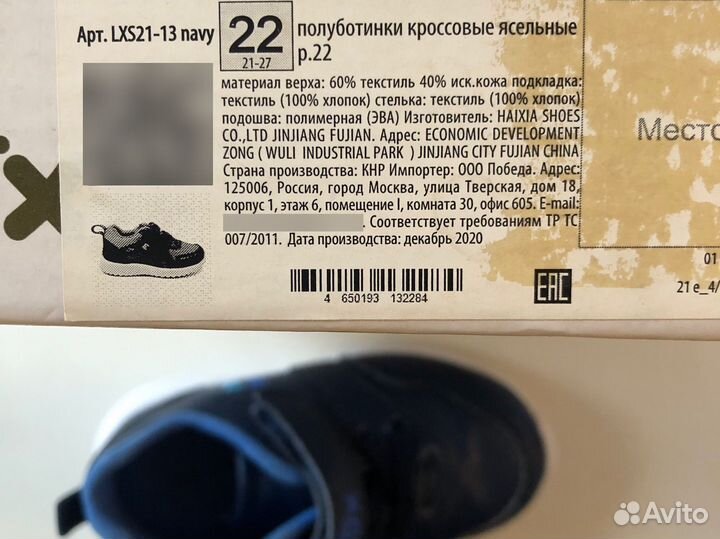 Арт. LXS21-13 navy
22
21-27
полуботинки кроссовые ясельные
р.22
материал верха: 60% текстиль 40% иск.кожа подкладка:
текстиль (100% хлопок) стелька: текстиль (100% хлопок)
подошва: полимерная (ЭВА) Изготовитель: HAIXIA SHOES
CO.,LTD JINJIANG FUJIAN. Адрес: ECONOMIC DEVELOPMENT
ZONG ( WULI INDUSTRIAL PARK ) JINJIANG CITY FUJIAN CHINA
Страна производства: КНР Импортер: ООО Победа. Адрес:
125006, Россия, город Москва, улица Тверская, дом 18,
корпус 1, этаж 6, помещение I, комната 30, офис 605. E-mail:
. Соответствует требованиям ТР ТС
007/2011. Дата производства: декабрь 2020
4 650193 132284
EAC
Место
01
21 е_4/
Avito